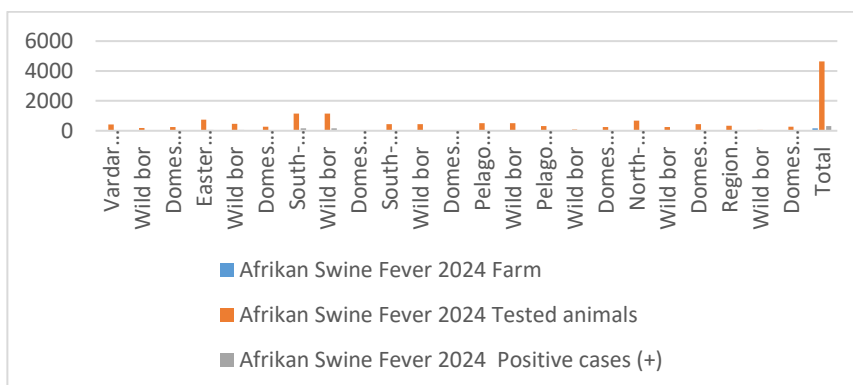 6000
4000
2000
0
Vardar...
Wild bor
Domes...
Easter...
Wild bor
Domes...
South-...
Wild bor
Domes...
South-...
Wild bor
Domes...
Pelago...
Wild bor
Pelago...
Wild bor
Domes...
North-...
Wild bor
Domes...
Region...
Wild bor
Domes...
Total
Afrikan Swine Fever 2024 Farm
Afrikan Swine Fever 2024 Tested animals
Afrikan Swine Fever 2024 Positive cases (+)